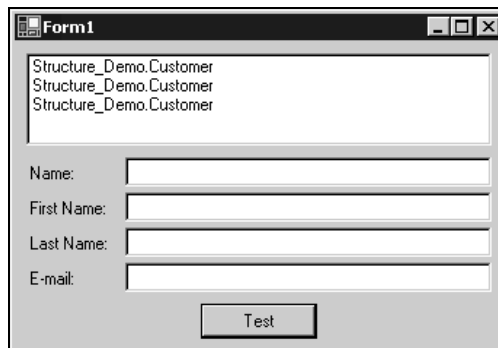 Form1
Structure_Demo.Customer
Structure_Demo.Customer
Structure_Demo.Customer
Name:
First Name:
Last Name:
E-mail:
Test